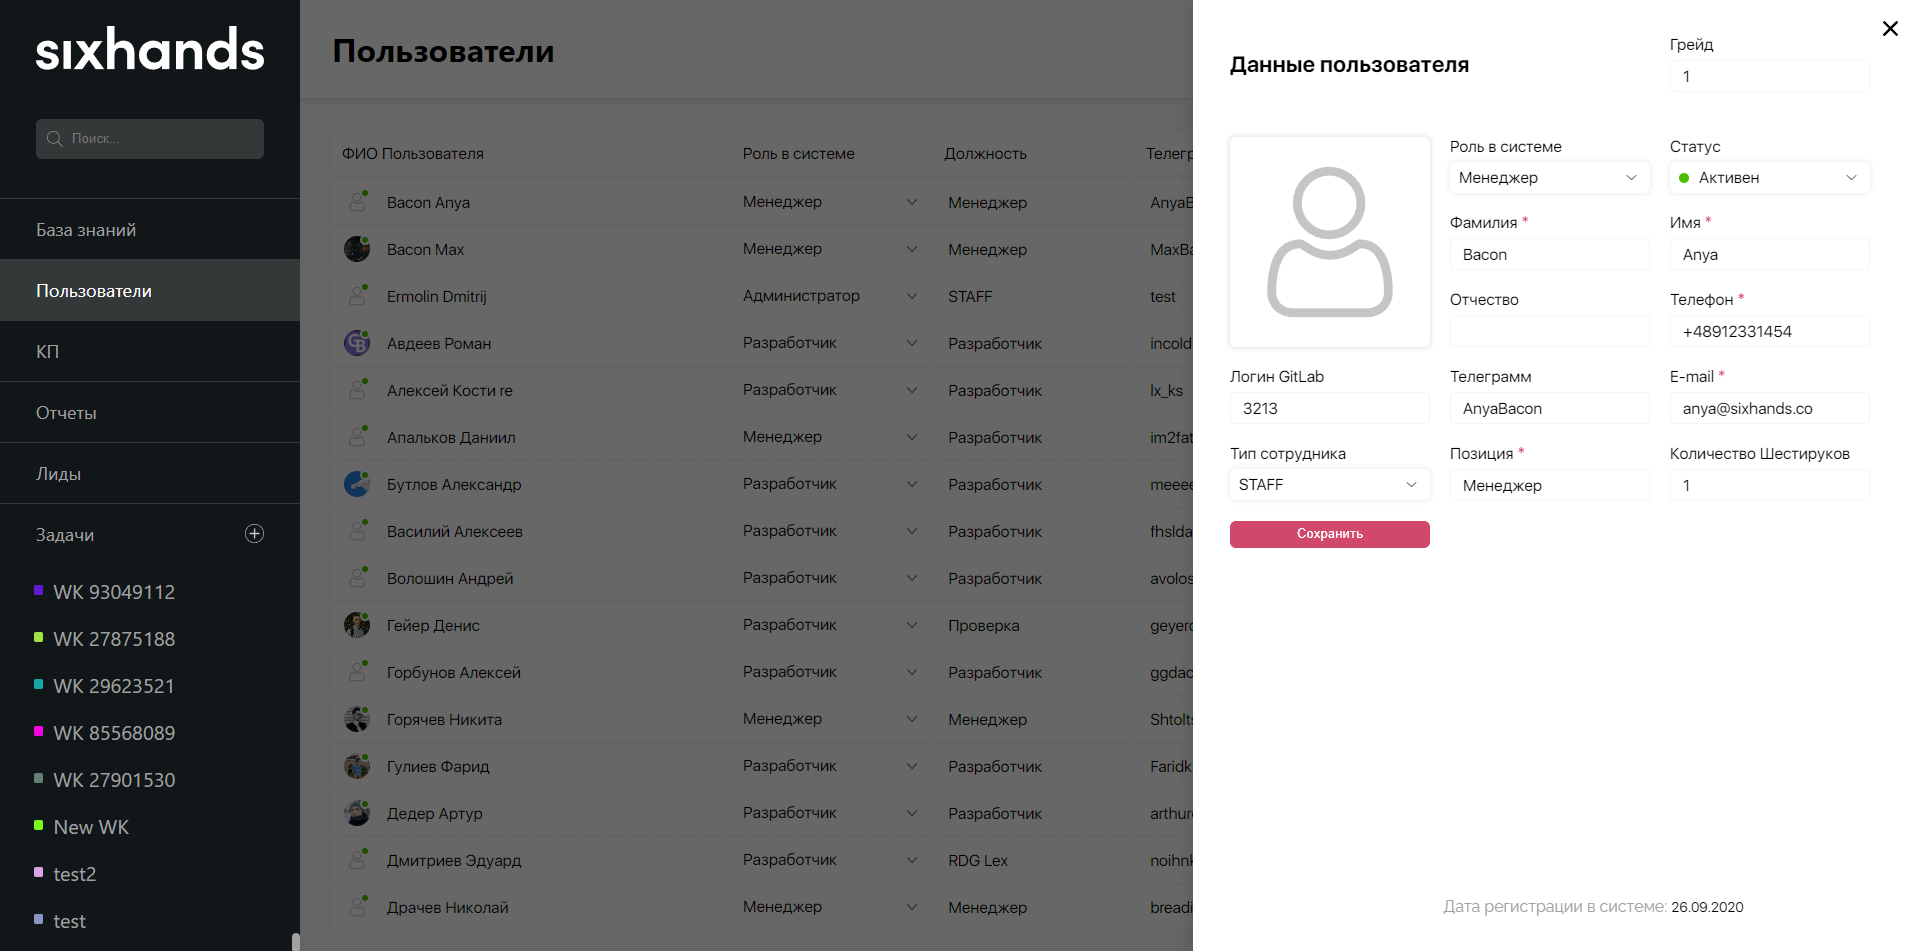 sixhands
Поиск...
База знаний
Пользователи
КП
Отчеты
Лиды
Задачи
WK 93049112
WK 27875188
WK 29623521
WK 85568089
WK 27901530
New WK
test2
test
Пользователи
ФИО Пользователя Роль в системе Должность Телегр
Bacon Anya Менеджер Менеджер AnyaB
Bacon Max Менеджер Менеджер MaxBa
Ermolin Dmitrij Администратор STAFF test
Авдеев Роман Разработчик Разработчик incold
Алексей Кости re Разработчик Разработчик lx_ks
Апальков Даниил Менеджер Разработчик im2fat
Бутлов Александр Разработчик Разработчик meeee
Василий Алексеев Разработчик Разработчик fhslda
Волошин Андрей Разработчик Разработчик avolos
Гейер Денис Разработчик Проверка geyerd
Горбунов Алексей Разработчик Разработчик ggdao
Горячев Никита Менеджер Менеджер Shtolts
Гулиев Фарид Разработчик Разработчик Faridk
Дедер Артур Разработчик Разработчик arthur
Дмитриев Эдуард Разработчик RDG Lex noihnk
Драчев Николай Менеджер Менеджер breadi
Данные пользователя
Грейд
1
Роль в системе Статус
Менеджер Активен
Фамилия * Имя *
Bacon Anya
Отчество Телефон *
+48912331454
Логин GitLab Телеграмм E-mail *
3213 AnyaBacon anya@sixhands.co
Тип сотрудника Позиция * Количество Шестируков
STAFF Менеджер 1
Сохранить
Дата регистрации в системе: 26.09.2020